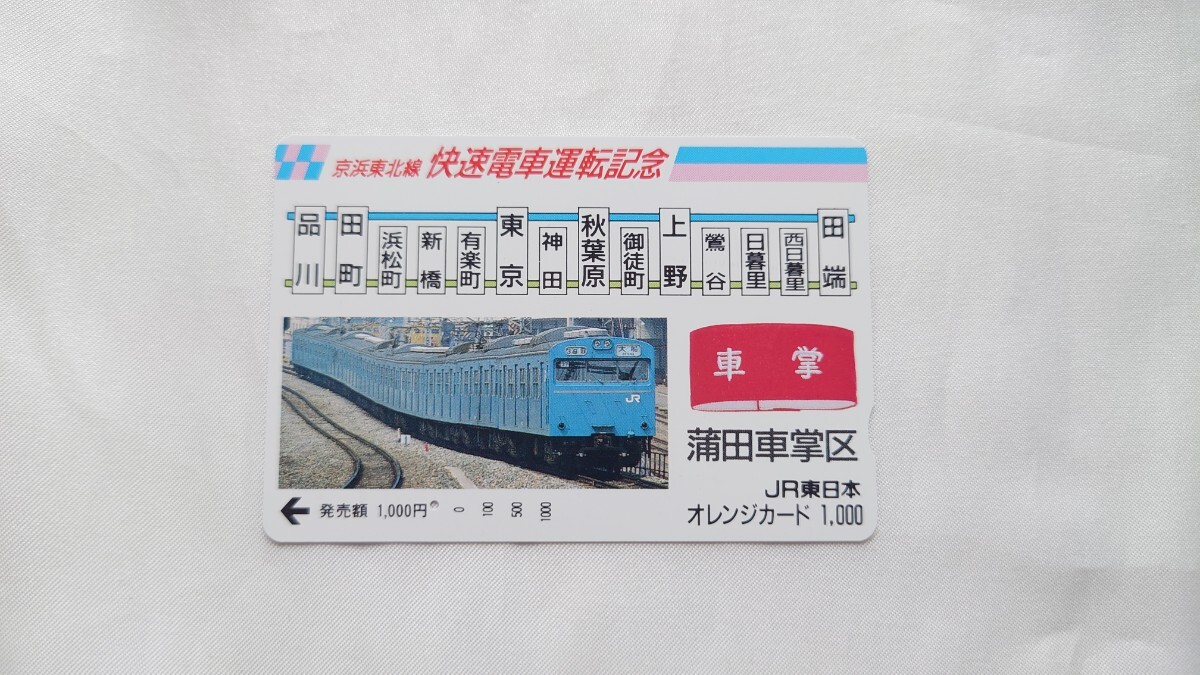 京浜東北線 快速電車運転記念
品川
田町
浜松町
新橋
有楽町
東京
神田
秋葉原
御徒町
上野
鶯谷
日暮里
西日暮里
田端
大船
JR
車掌
蒲田車掌区
JR東日本
オレンジカード 1,000
発売額 1,000円 0 100 500 1000